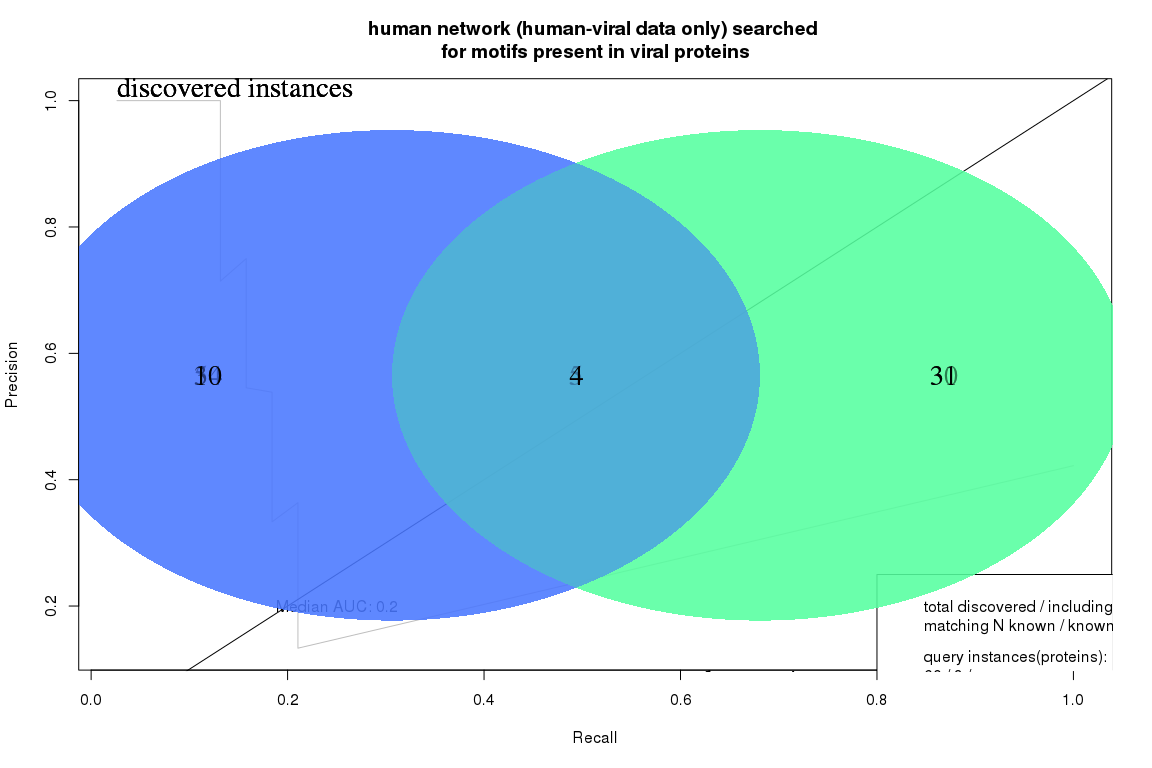 human network (human-viral data only) searched
for motifs present in viral proteins
discovered instances
1.0
0.8
0.6
0.4
0.2
Precision
10
4
31
Median AUC: 0.2
total discovered / including
matching N known / known
query instances(proteins):
0.0
0.2
0.4
0.6
0.8
1.0
Recall